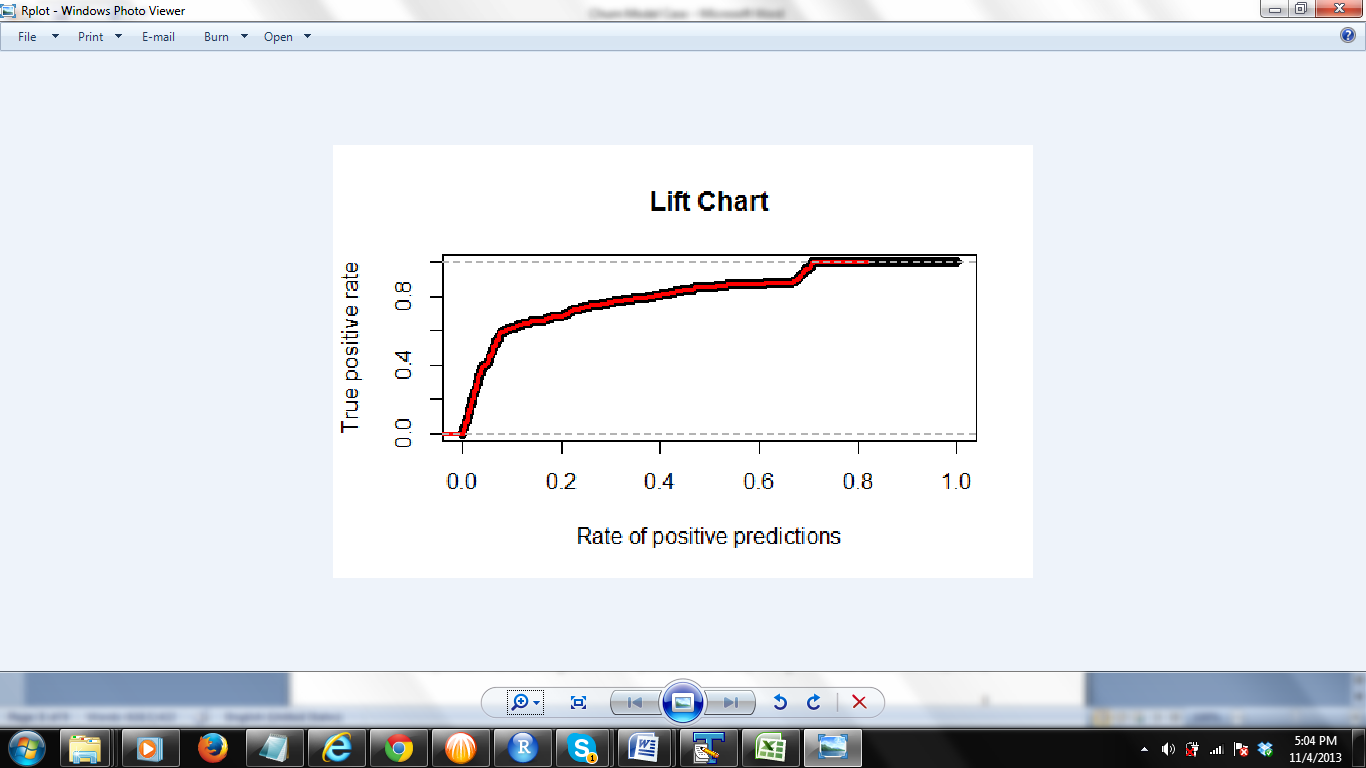 Rplot - Windows Photo Viewer
File Print E-mail Burn Open
Lift Chart
True positive rate
0.0 0.4 0.8
0.0 0.2 0.4 0.6 0.8 1.0
Rate of positive predictions
5:04 PM
11/4/2013